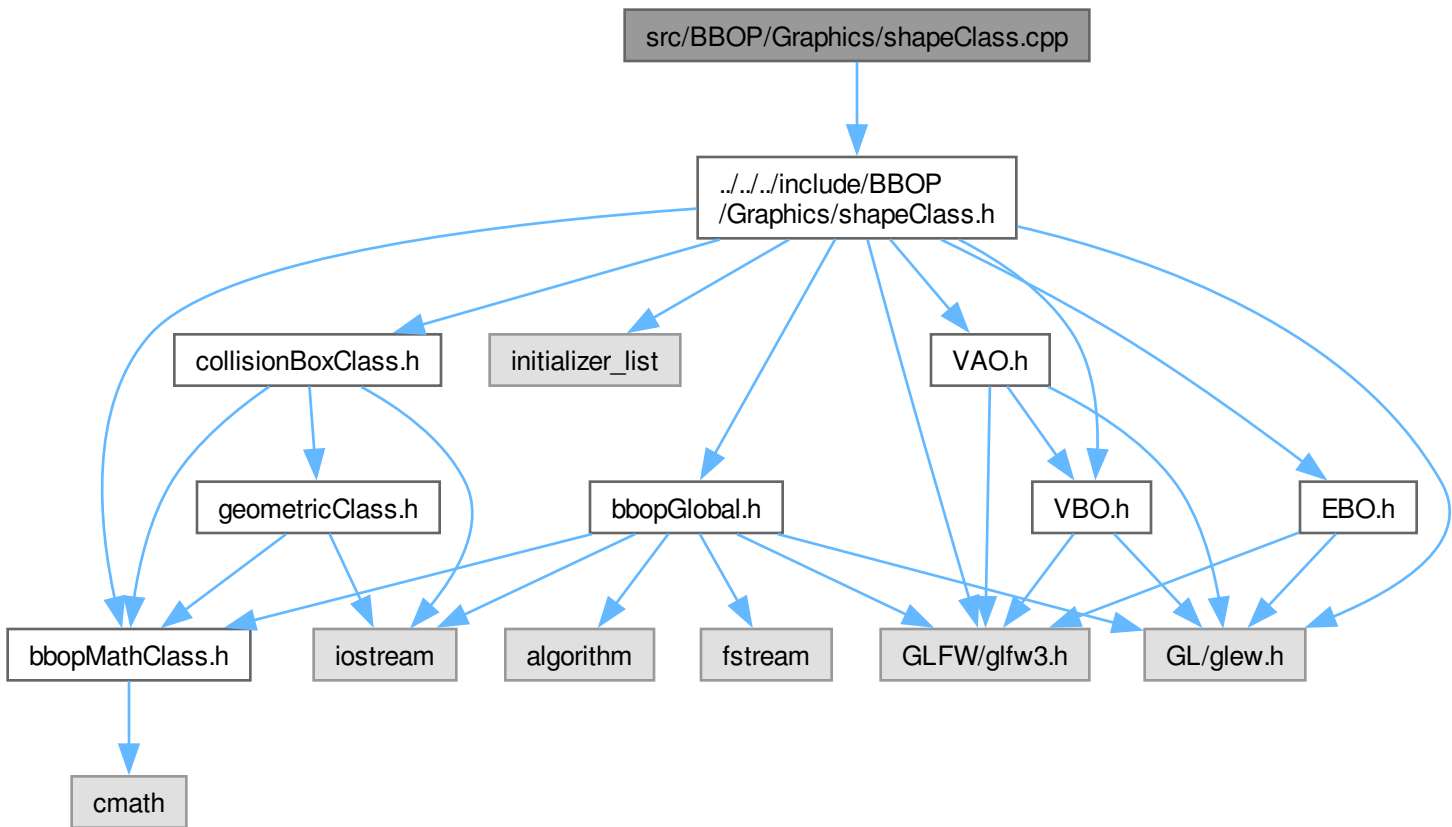 src/BBOP/Graphics/shapeClass.cpp
../../../include/BBOP
/Graphics/shapeClass.h
collisionBoxClass.h
initializer_list
VAO.h
geometricClass.h
bbopGlobal.h
VBO.h
EBO.h
bbopMathClass.h
iostream
algorithm
fstream
GLFW/glfw3.h
GL/glew.h
cmath